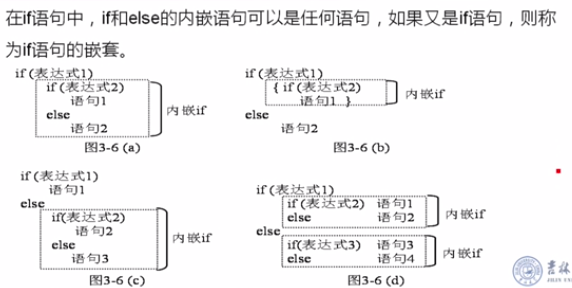 在if语句中，if和else的内嵌语句可以是任何语句，如果又是if语句，则称
为if语句的嵌套。
if (表达式1)
if (表达式2)
语句1
else
语句2
内嵌if
图3-6 (a)
if (表达式1)
{ if (表达式2)
语句1 }
else
语句2
内嵌if
图3-6 (b)
if (表达式1)
语句1
else
if(表达式2)
语句2
else
语句3
内嵌if
图3-6 (c)
if (表达式1)
if (表达式2) 语句1
else 语句2
内嵌if
else
if(表达式3) 语句3
else 语句4
内嵌if
图3-6 (d)
吉林